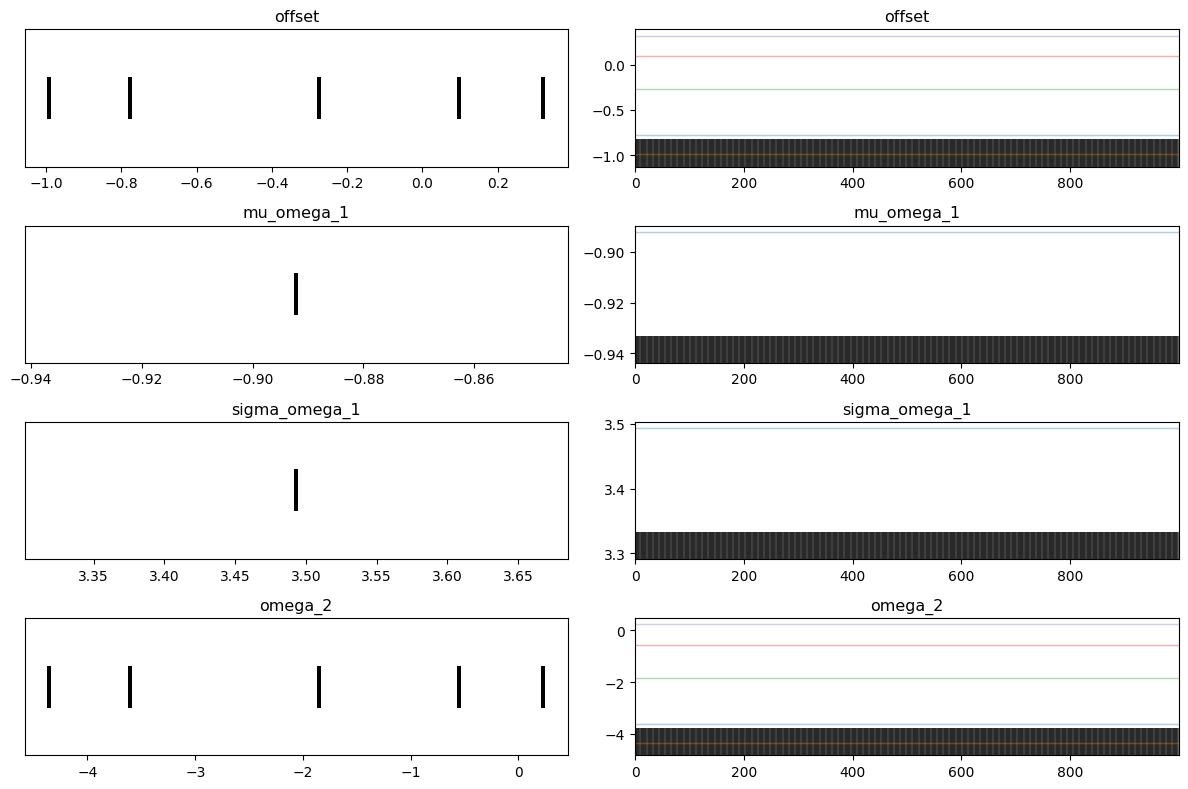 offset offset
0.0
−0.5
−1.0
−1.0 −0.8 −0.6 −0.4 −0.2 0.0 0.2 0 200 400 600 800
mu_omega_1 mu_omega_1
−0.90
−0.92
−0.94
−0.94 −0.92 −0.90 −0.88 −0.86 0 200 400 600 800
sigma_omega_1 sigma_omega_1
3.5
3.4
3.3
3.35 3.40 3.45 3.50 3.55 3.60 3.65 0 200 400 600 800
omega_2 omega_2
0
−2
−4
−4 −3 −2 −1 0 0 200 400 600 800